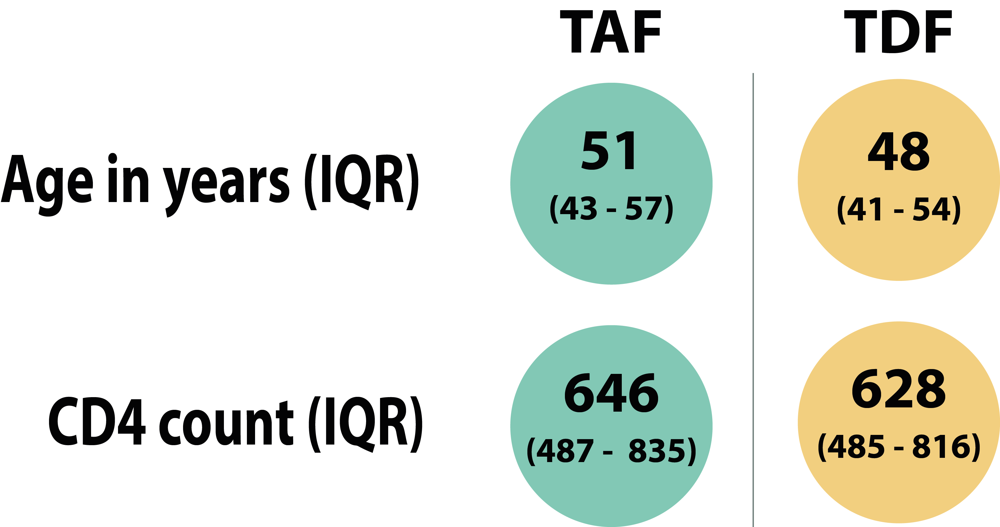 TAF TDF
Age in years (IQR) 51 48
(43 - 57) (41 - 54)
CD4 count (IQR) 646 628
(487 - 835) (485 - 816)